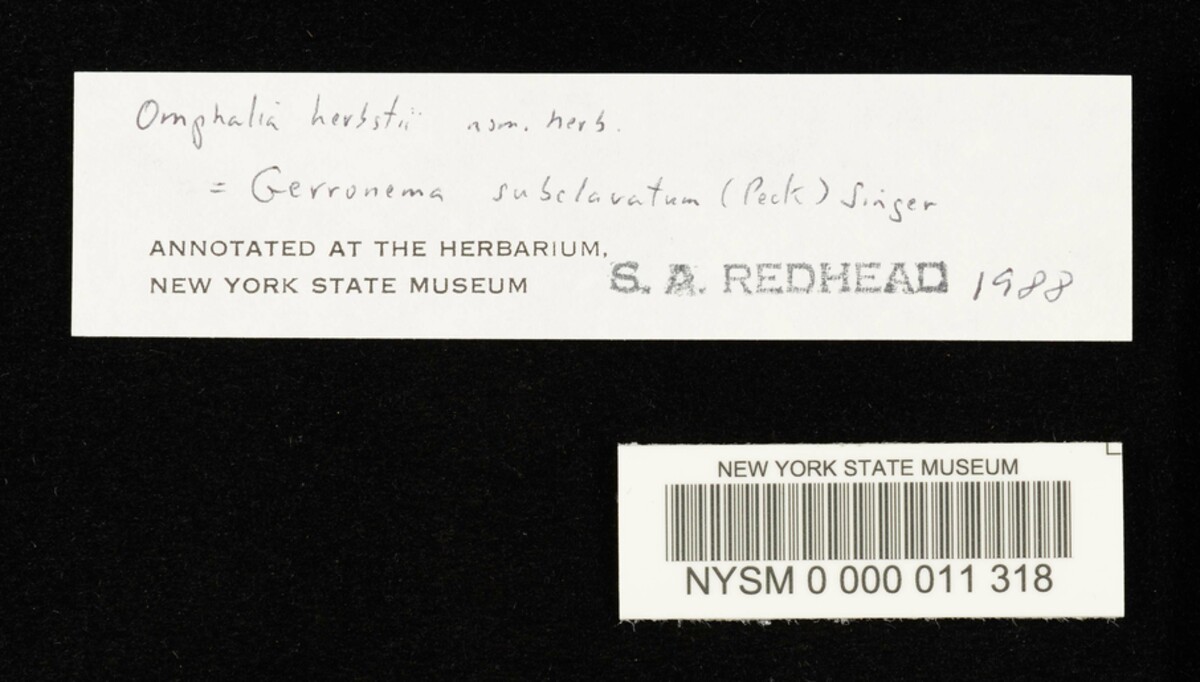 Omphalia herbstii nom. herb.
= Gerronema subclavatum (Peck) Singer
ANNOTATED AT THE HERBARIUM,
NEW YORK STATE MUSEUM S. A. REDHEAD 1988
NEW YORK STATE MUSEUM
NYSM 0 000 011 318